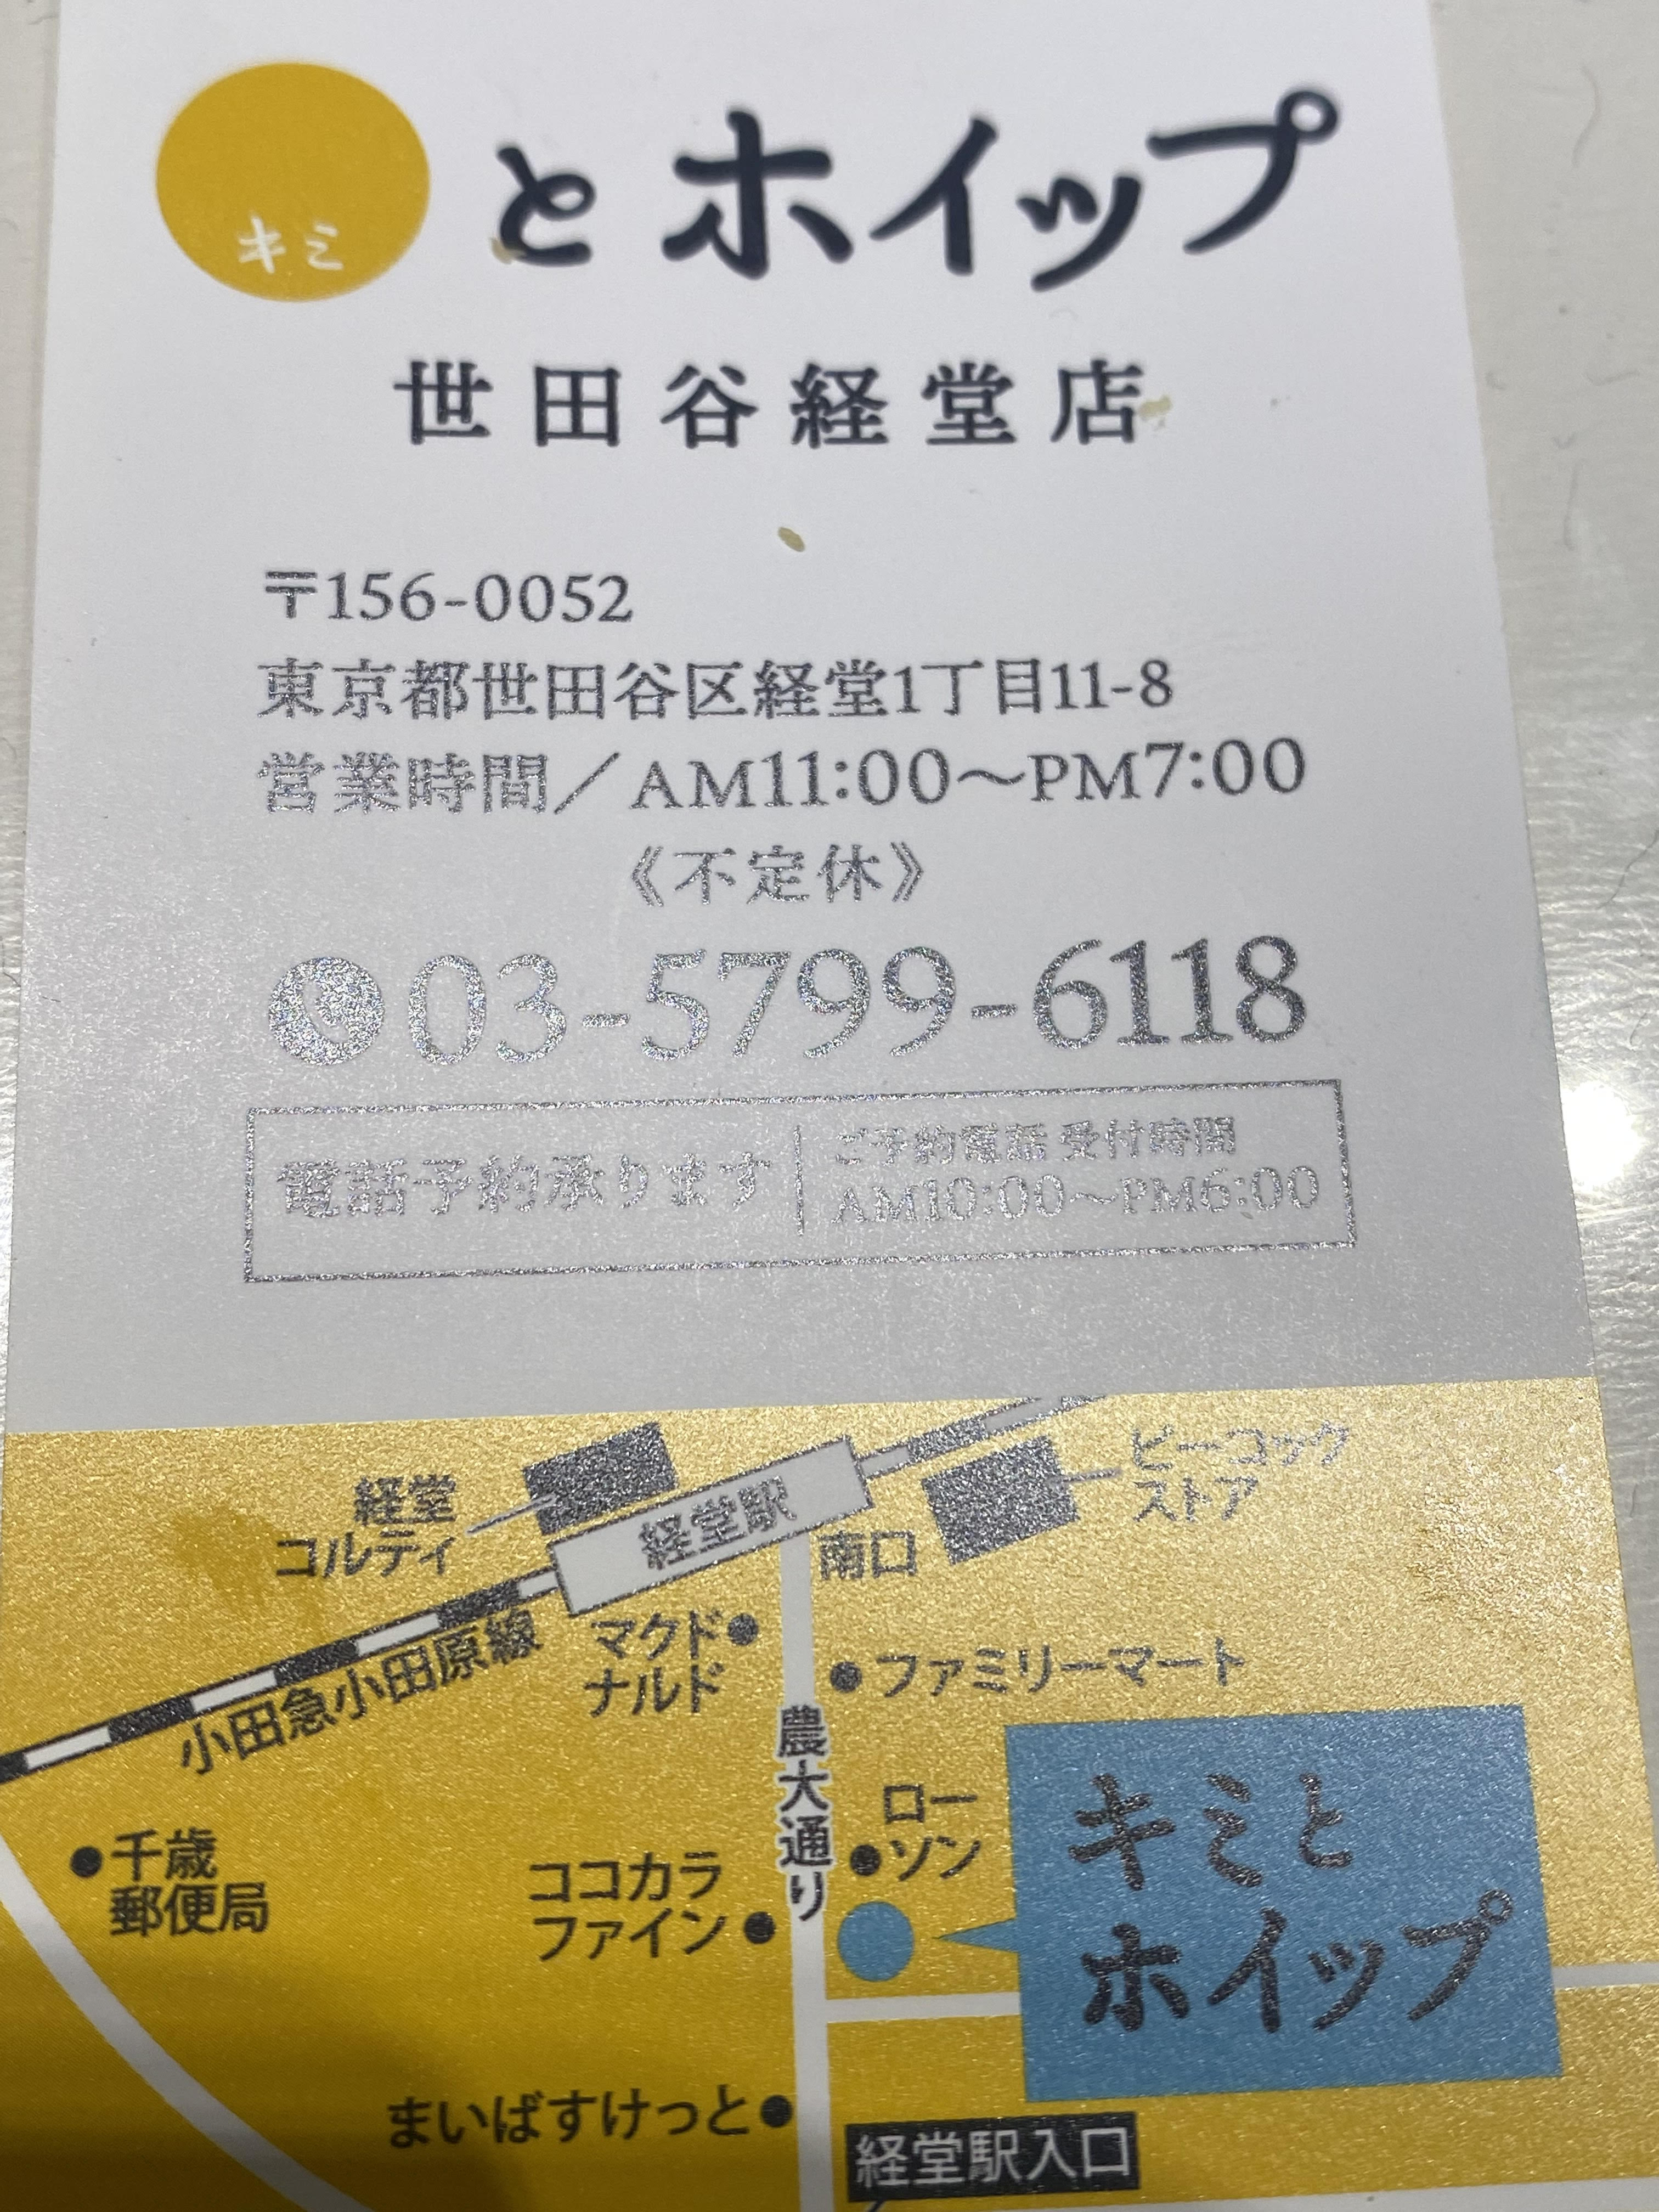 キミ とホイップ
世田谷経堂店
〒156-0052
東京都世田谷区経堂1丁目11-8
営業時間／AM11:00〜PM7:00
《不定休》
03-5799-6118
電話予約承ります
ご予約電話 受付時間
AM10:00〜PM6:00
経堂
コルティ
経堂駅
南口
ピーコック
ストア
小田急小田原線
マクド
ナルド
ファミリーマート
農大通り
ロー
ソン
千歳
郵便局
ココカラ
ファイン
キミと
ホイップ
まいばすけっと
経堂駅入口